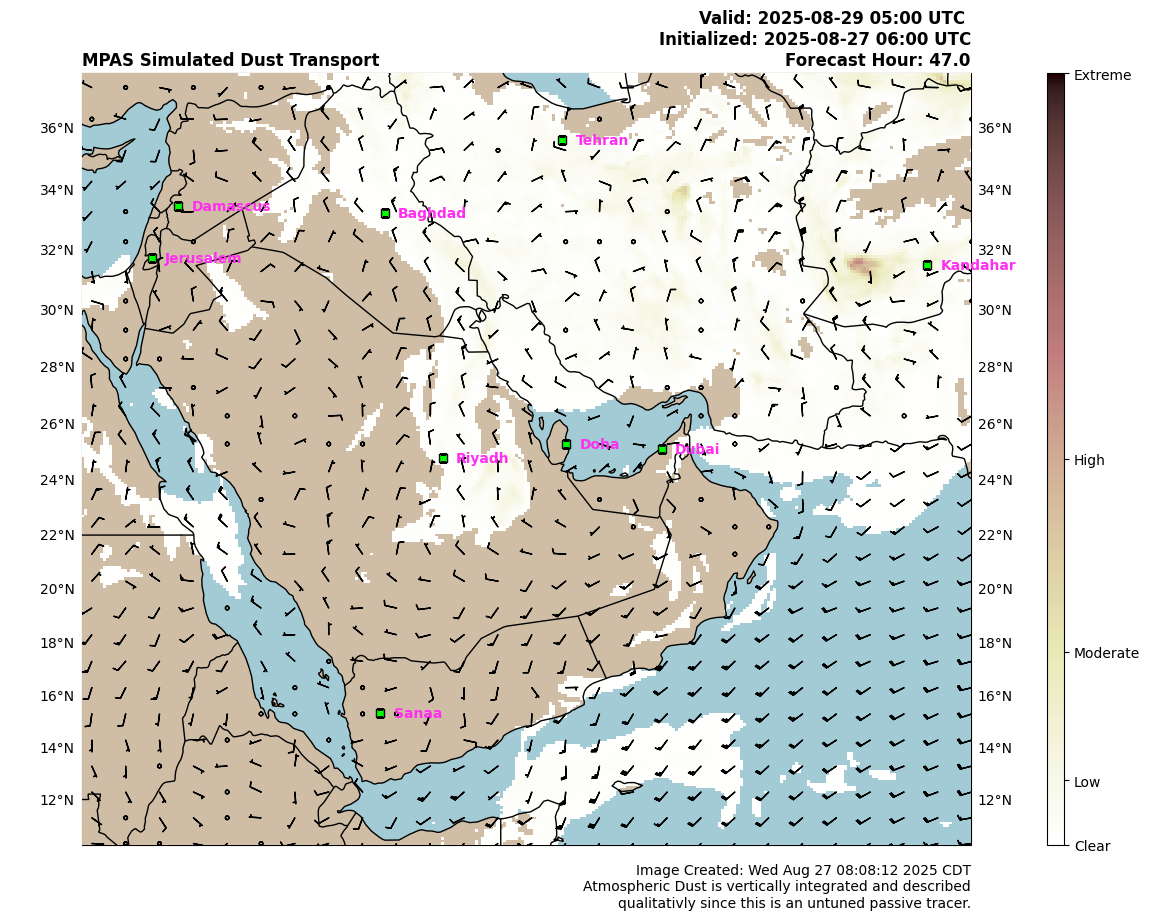 Valid: 2025-08-29 05:00 UTC
Initialized: 2025-08-27 06:00 UTC
MPAS Simulated Dust Transport
Forecast Hour: 47.0
Extreme
High
Moderate
Low
Clear
36°N
34°N
32°N
30°N
28°N
26°N
24°N
22°N
20°N
18°N
16°N
14°N
12°N
36°N
34°N
32°N
30°N
28°N
26°N
24°N
22°N
20°N
18°N
16°N
14°N
12°N
Tehran
Damascus
Baghdad
Jerusalem
Kandahar
Doha
Dubai
Riyadh
Sanaa
Image Created: Wed Aug 27 08:08:12 2025 CDT
Atmospheric Dust is vertically integrated and described
qualitativly since this is an untuned passive tracer.